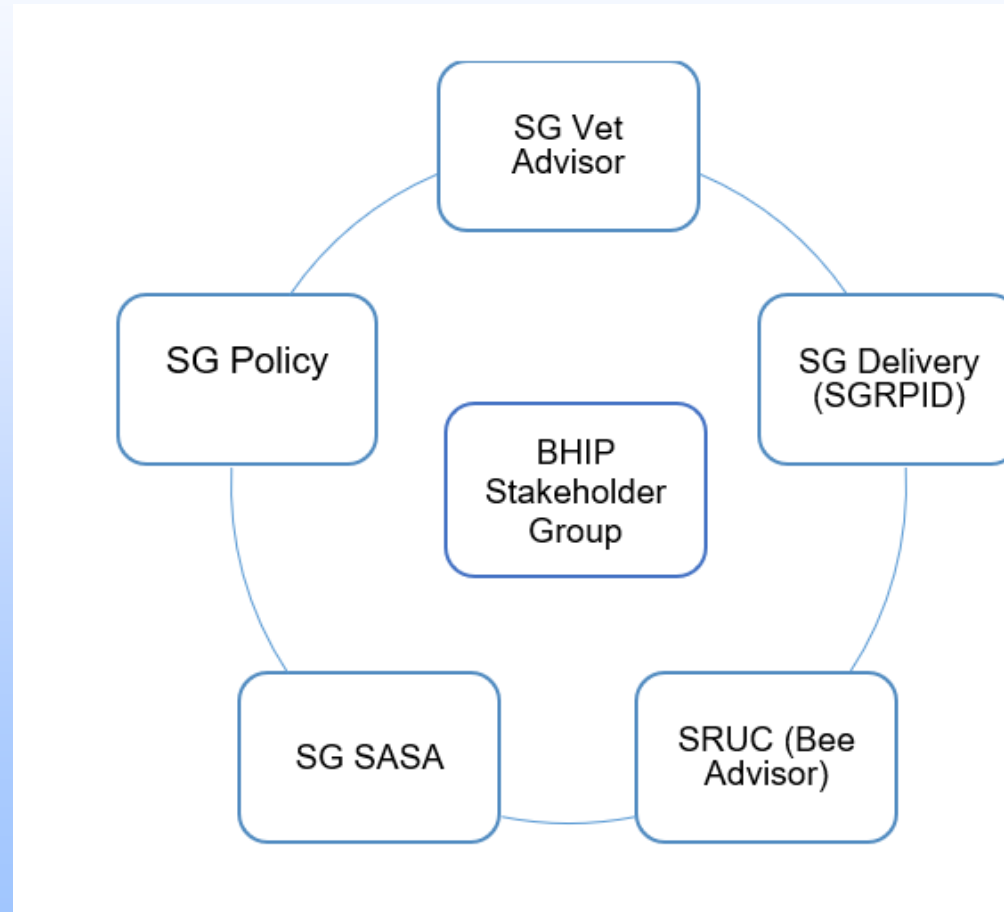 SG Vet
Advisor
SG Policy
SG Delivery
(SGRPID)
BHIP
Stakeholder
Group
SG SASA
SRUC (Bee
Advisor)